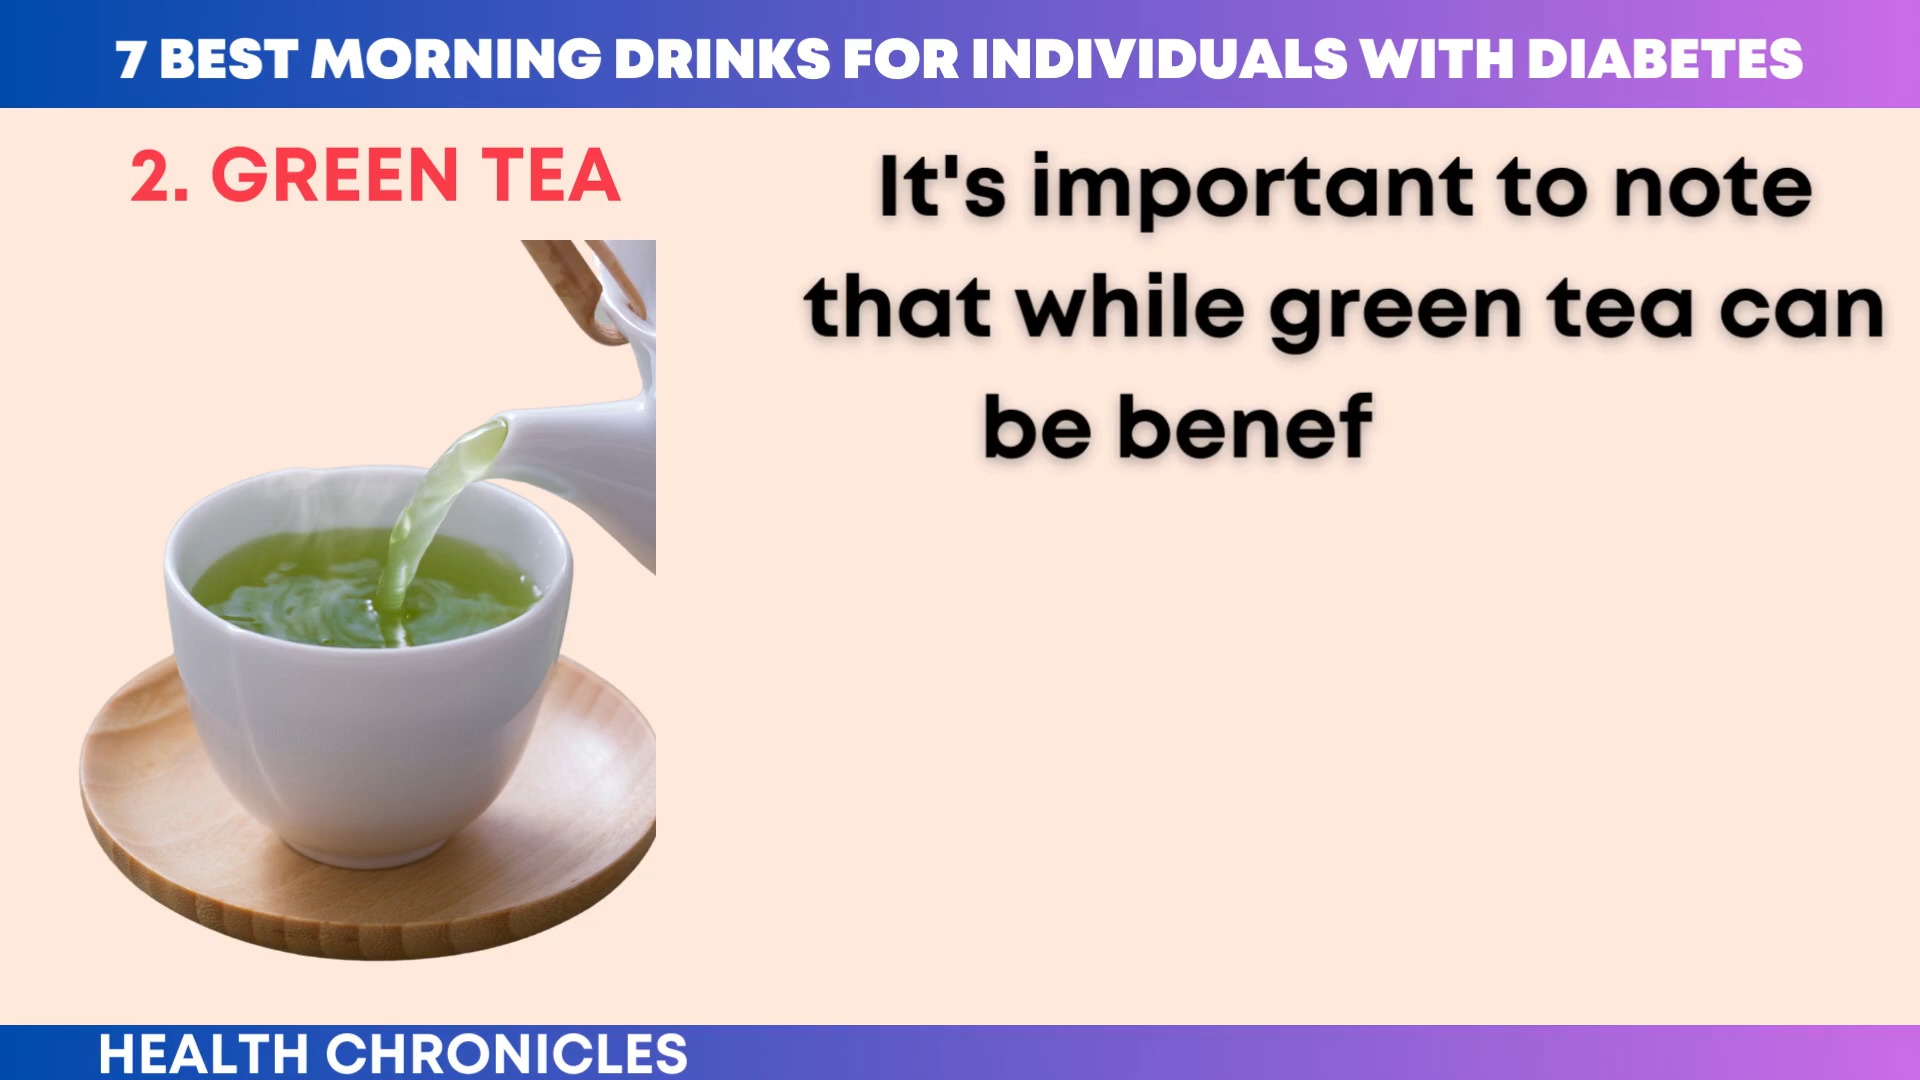 7 BEST MORNING DRINKS FOR INDIVIDUALS WITH DIABETES
2. GREEN TEA
It's important to note
that while green tea can
be benef
HEALTH CHRONICLES